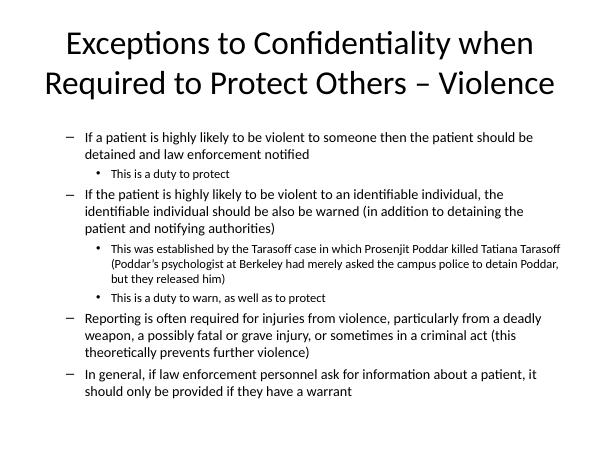 Exceptions to Confidentiality when
Required to Protect Others – Violence
– If a patient is highly likely to be violent to someone then the patient should be
detained and law enforcement notified
• This is a duty to protect
– If the patient is highly likely to be violent to an identifiable individual, the
identifiable individual should be also be warned (in addition to detaining the
patient and notifying authorities)
• This was established by the Tarasoff case in which Prosenjit Poddar killed Tatiana Tarasoff
(Poddar’s psychologist at Berkeley had merely asked the campus police to detain Poddar,
but they released him)
• This is a duty to warn, as well as to protect
– Reporting is often required for injuries from violence, particularly from a deadly
weapon, a possibly fatal or grave injury, or sometimes in a criminal act (this
theoretically prevents further violence)
– In general, if law enforcement personnel ask for information about a patient, it
should only be provided if they have a warrant